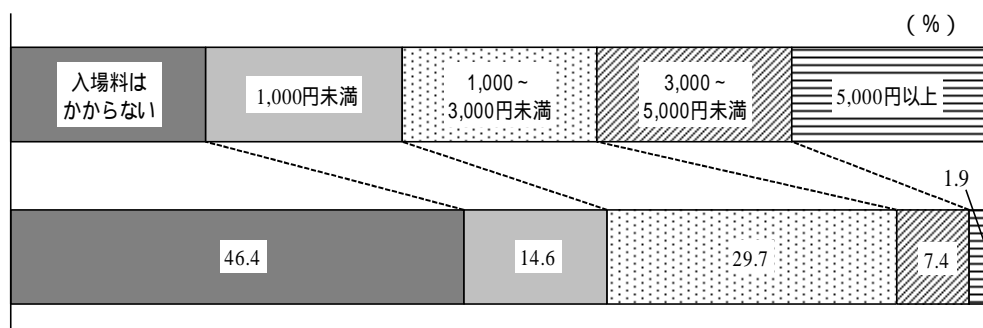 (%)
入場料は
かからない
1,000円未満
1,000~
3,000円未満
3,000~
5,000円未満
5,000円以上
1.9
46.4
14.6
29.7
7.4